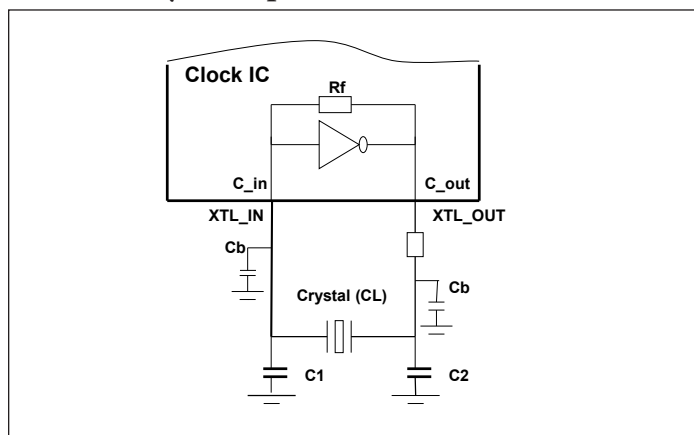 Clock IC
Rf
C_in
C_out
XTL_IN
XTL_OUT
Cb
Cb
Crystal (CL)
C1
C2